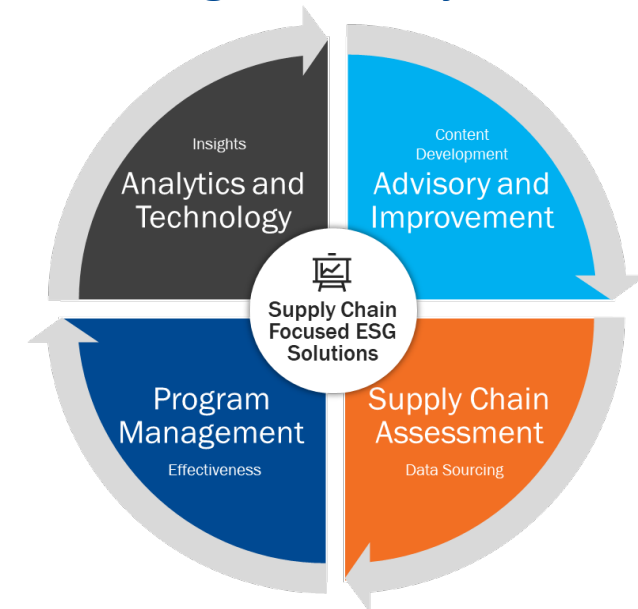 Insights
Analytics and
Technology
Content
Development
Advisory and
Improvement
Supply Chain
Focused ESG
Solutions
Program
Management
Effectiveness
Supply Chain
Assessment
Data Sourcing